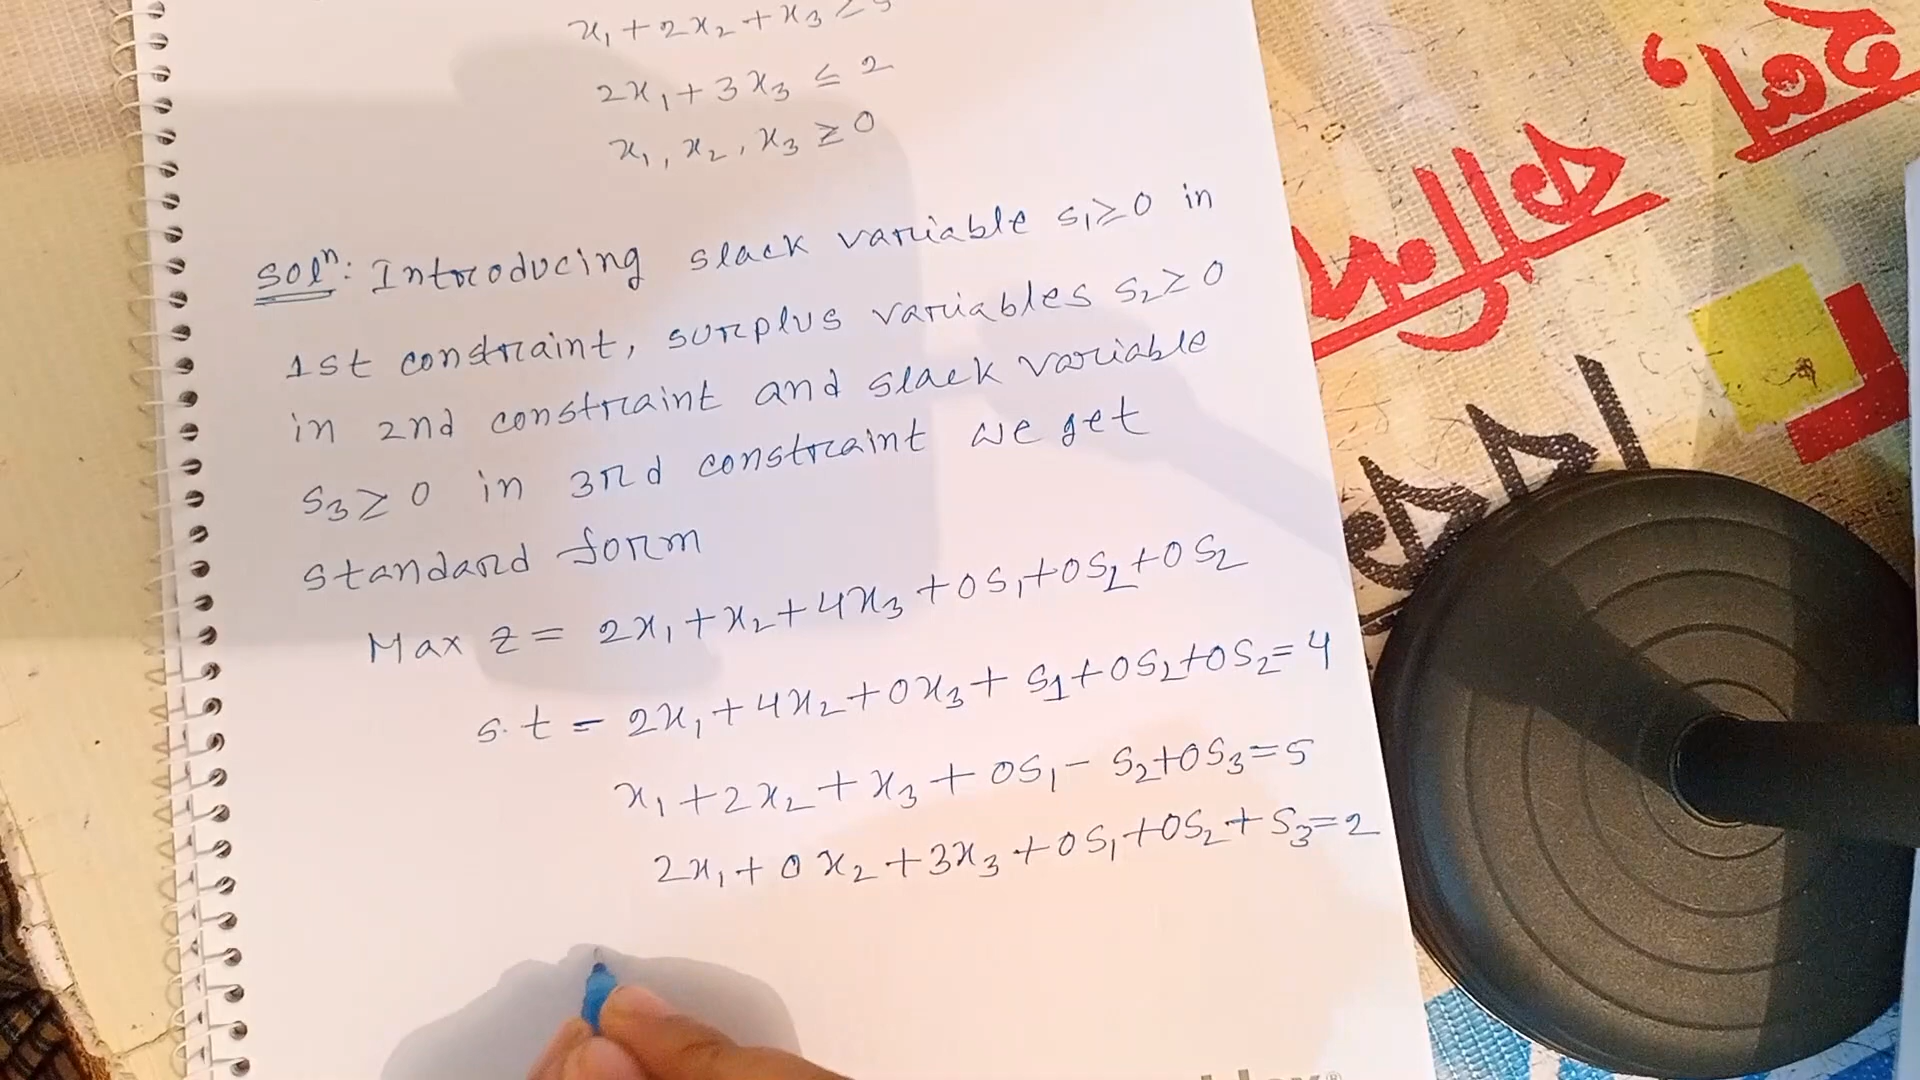 x₁ + 2x₂ + x₃ ≥ 5
2x₁ + 3x₃ ≤ 2
x₁, x₂, x₃ ≥ 0
Solⁿ: Introducing slack variable s₁≥0 in
1st constraint, surplus variables s₂≥0
in 2nd constraint and slack variable
s₃≥0 in 3rd constraint we get
standard form
Max z = 2x₁+x₂+4x₃+0s₁+0s₂+0s₂
s.t = 2x₁+4x₂+0x₃+s₁+0s₂+0s₂=4
x₁+2x₂+x₃+0s₁-s₂+0s₃=5
2x₁+0x₂+3x₃+0s₁+0s₂+s₃=2